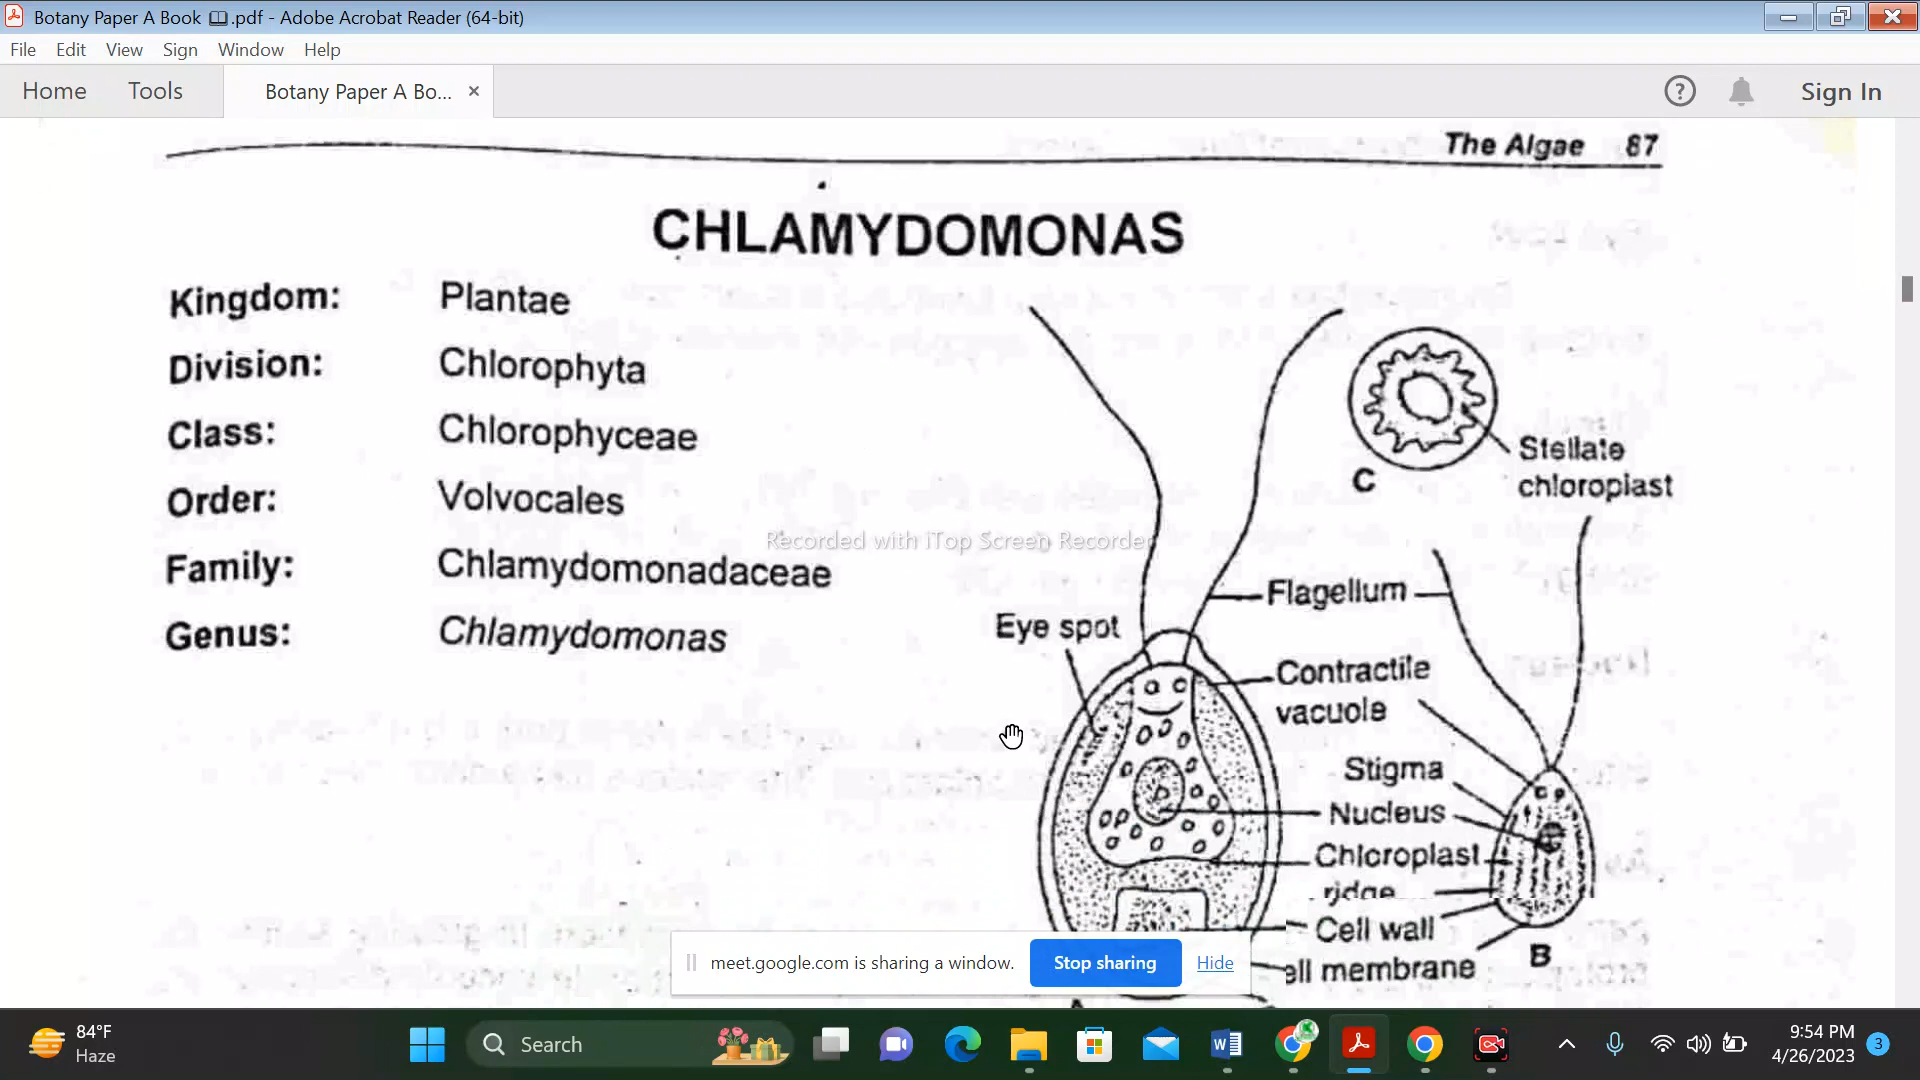 Botany Paper A Book 📖.pdf - Adobe Acrobat Reader (64-bit)
File Edit View Sign Window Help
Home Tools Botany Paper A Bo... × Sign In
The Algae 87
CHLAMYDOMONAS
Kingdom: Plantae
Division: Chlorophyta
Class: Chlorophyceae
Order: Volvocales
Family: Chlamydomonadaceae
Genus: Chlamydomonas
Stellate
chloroplast
C
Recorded with iTop Screen Recorder
Flagellum
Eye spot
Contractile
vacuole
Stigma
Nucleus
Chloroplast
ridge
Cell wall
ell membrane
B
meet.google.com is sharing a window. Stop sharing Hide
84°F
Haze
Search
9:54 PM
4/26/2023
3